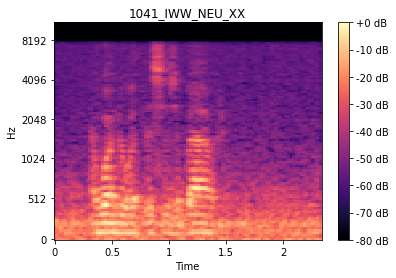 1041_IWW_NEU_XX
+0 dB
8192
-10 dB
4096
-20 dB
-30 dB
2048
Hz
-40 dB
1024
-50 dB
512
-60 dB
-70 dB
0
-80 dB
0 0.5 1 1.5 2
Time